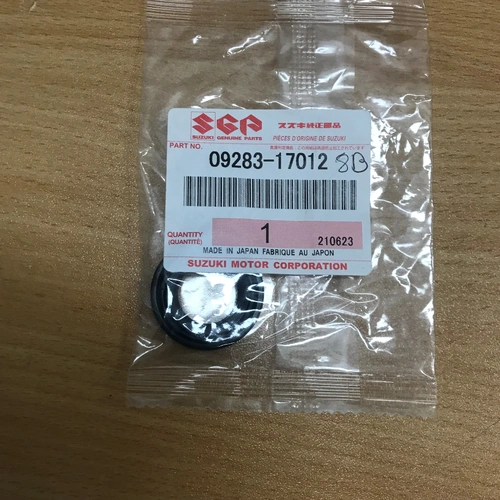 SGP
SUZUKI GENUINE PARTS
スズキ純正部品
PIÈCES D'ORIGINE DE SUZUKI
PART NO.
09283-17012 8B
QUANTITY
(QUANTITÉ)
1
210623
MADE IN JAPAN FABRIQUE AU JAPON
SUZUKI MOTOR CORPORATION